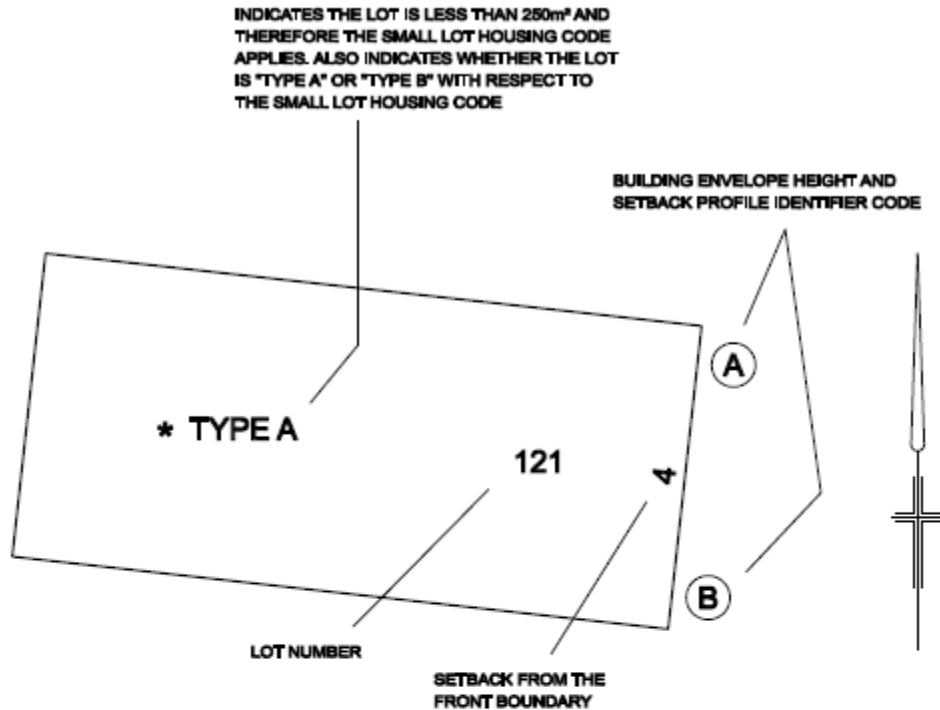 INDICATES THE LOT IS LESS THAN 250m² AND
THEREFORE THE SMALL LOT HOUSING CODE
APPLIES. ALSO INDICATES WHETHER THE LOT
IS "TYPE A" OR "TYPE B" WITH RESPECT TO
THE SMALL LOT HOUSING CODE
BUILDING ENVELOPE HEIGHT AND
SETBACK PROFILE IDENTIFIER CODE
A
* TYPE A
121
4
B
LOT NUMBER
SETBACK FROM THE
FRONT BOUNDARY